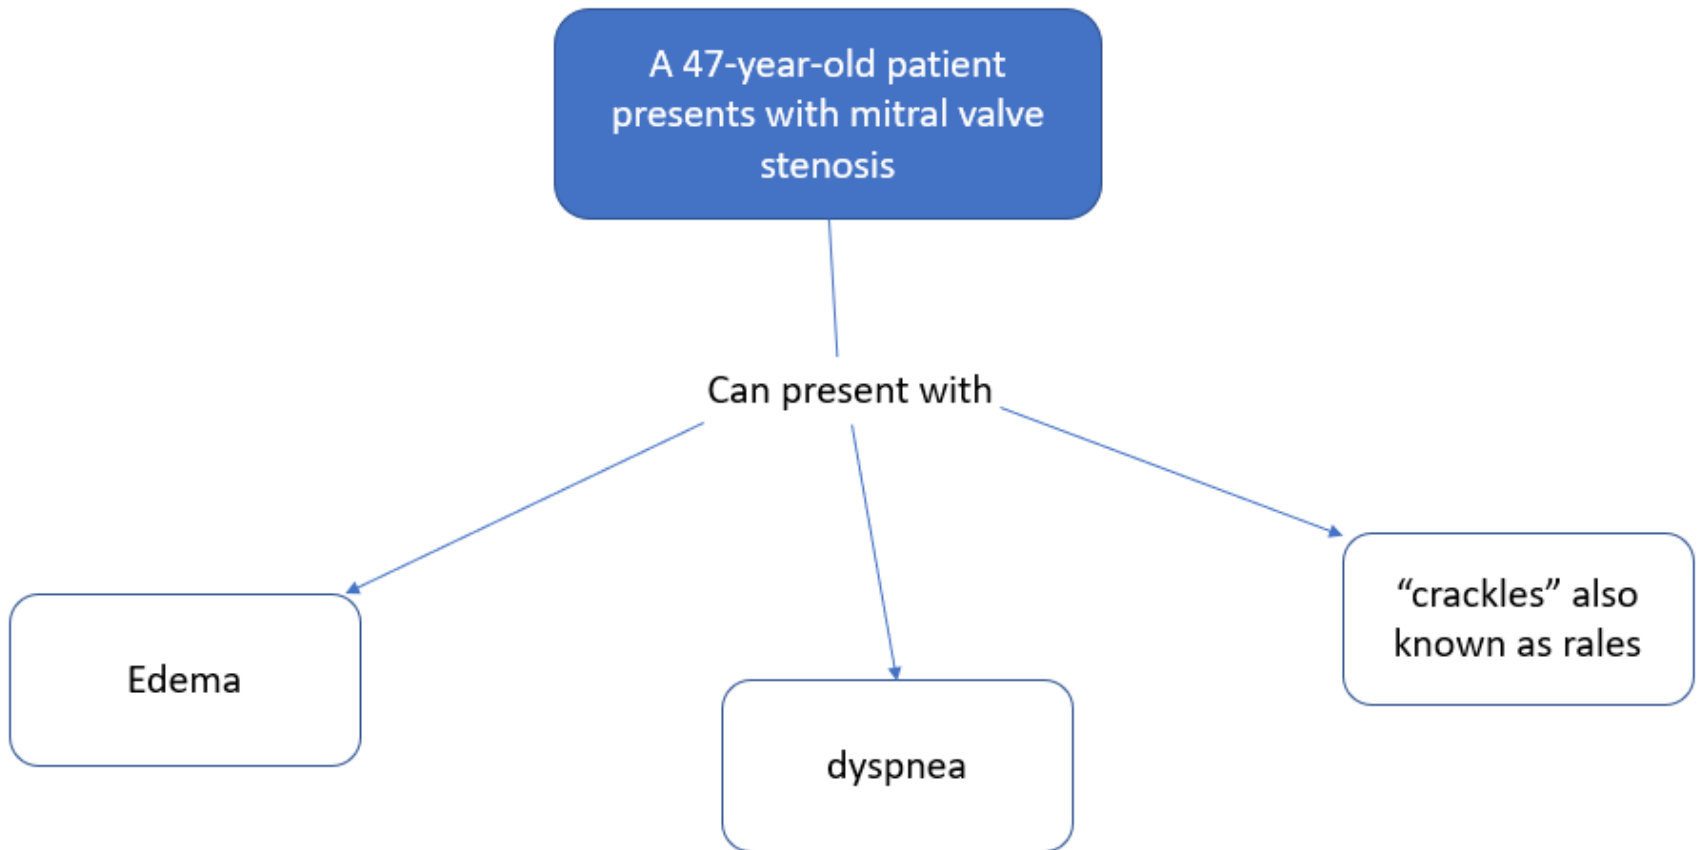 A 47-year-old patient
presents with mitral valve
stenosis
Can present with
Edema
dyspnea
“crackles” also
known as rales